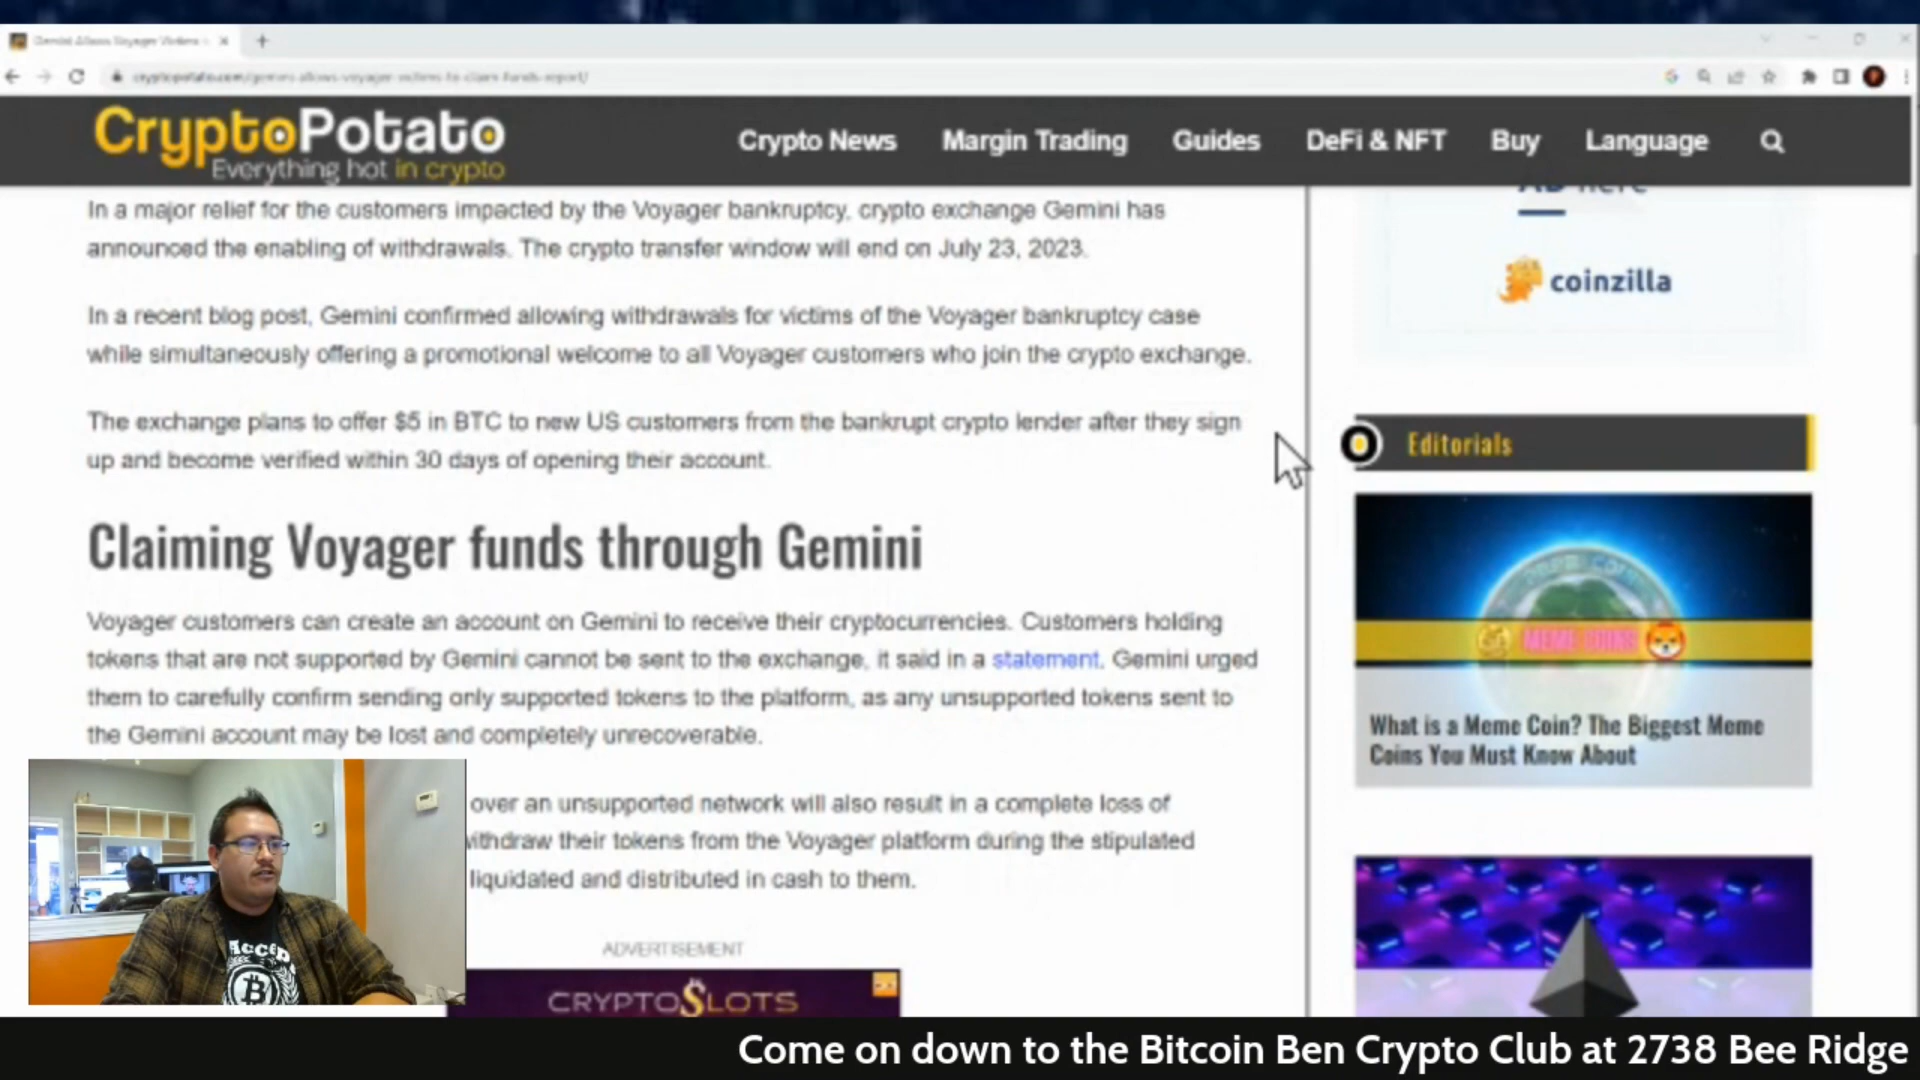 Gemini Allows Voyager Victims
cryptopotato.com/gemini-allows-voyager-victims-to-claim-funds-report/
CryptoPotato
Everything hot in crypto
Crypto News
Margin Trading
Guides
DeFi & NFT
Buy
Language
In a major relief for the customers impacted by the Voyager bankruptcy, crypto exchange Gemini has
announced the enabling of withdrawals. The crypto transfer window will end on July 23, 2023.
In a recent blog post, Gemini confirmed allowing withdrawals for victims of the Voyager bankruptcy case
while simultaneously offering a promotional welcome to all Voyager customers who join the crypto exchange.
The exchange plans to offer $5 in BTC to new US customers from the bankrupt crypto lender after they sign
up and become verified within 30 days of opening their account.
Claiming Voyager funds through Gemini
Voyager customers can create an account on Gemini to receive their cryptocurrencies. Customers holding
tokens that are not supported by Gemini cannot be sent to the exchange, it said in a statement. Gemini urged
them to carefully confirm sending only supported tokens to the platform, as any unsupported tokens sent to
the Gemini account may be lost and completely unrecoverable.
over an unsupported network will also result in a complete loss of
withdraw their tokens from the Voyager platform during the stipulated
liquidated and distributed in cash to them.
ADVERTISEMENT
CRYPTOSLOTS
AD here
coinzilla
Editorials
MEME COINS
What is a Meme Coin? The Biggest Meme
Coins You Must Know About
Accep
Come on down to the Bitcoin Ben Crypto Club at 2738 Bee Ridge